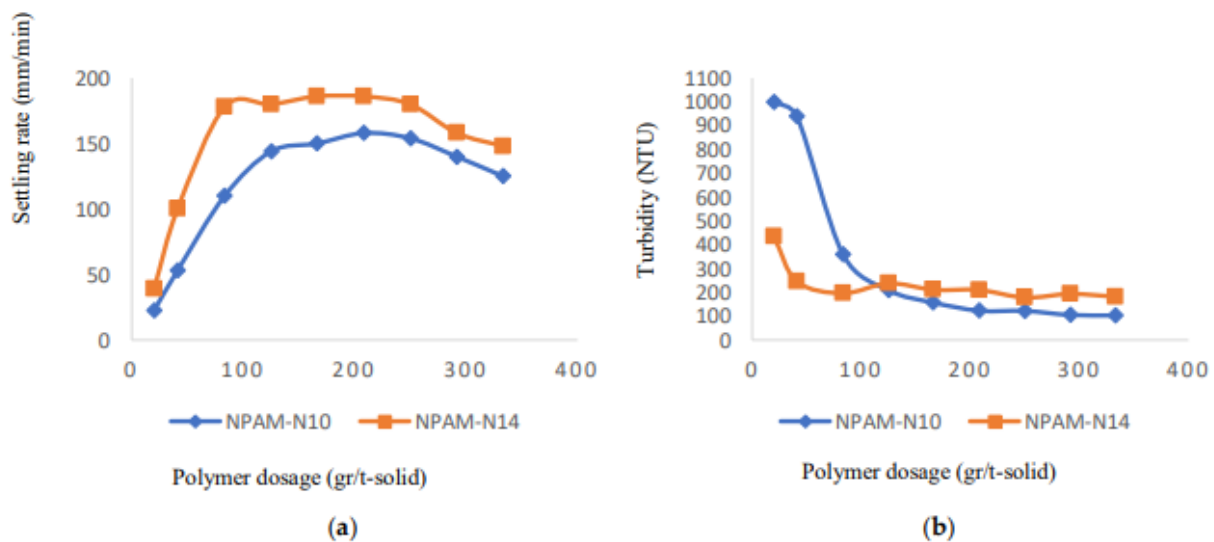 Settling rate (mm/min)
200
150
100
50
0
0 100 200 300 400
NPAM-N10 NPAM-N14
Polymer dosage (gr/t-solid)
(a)
Turbidity (NTU)
1100
1000
900
800
700
600
500
400
300
200
100
0
0 100 200 300 400
NPAM-N10 NPAM-N14
Polymer dosage (gr/t-solid)
(b)